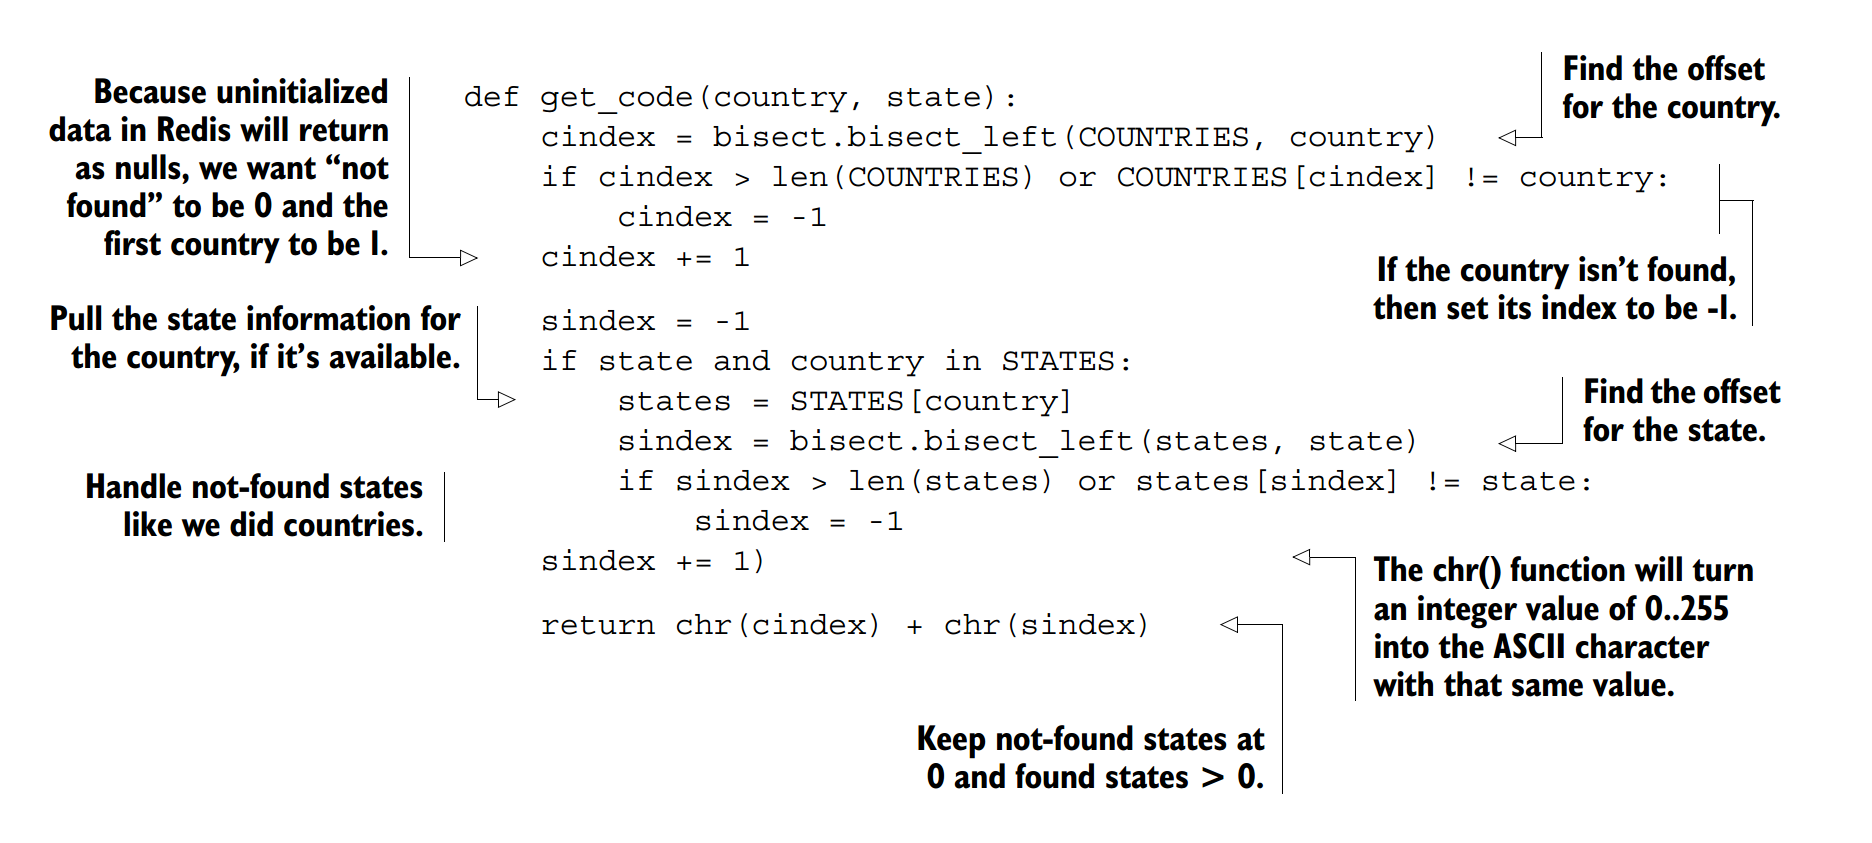 Because uninitialized
data in Redis will return
as nulls, we want “not
found” to be 0 and the
first country to be 1.
def get_code(country, state):
    cindex = bisect.bisect_left(COUNTRIES, country)
    if cindex > len(COUNTRIES) or COUNTRIES[cindex] != country:
        cindex = -1
    cindex += 1
Find the offset
for the country.
If the country isn’t found,
then set its index to be -1.
Pull the state information for
the country, if it’s available.
    sindex = -1
    if state and country in STATES:
        states = STATES[country]
        sindex = bisect.bisect_left(states, state)
        if sindex > len(states) or states[sindex] != state:
            sindex = -1
    sindex += 1)
Find the offset
for the state.
Handle not-found states
like we did countries.
    return chr(cindex) + chr(sindex)
The chr() function will turn
an integer value of 0..255
into the ASCII character
with that same value.
Keep not-found states at
0 and found states > 0.